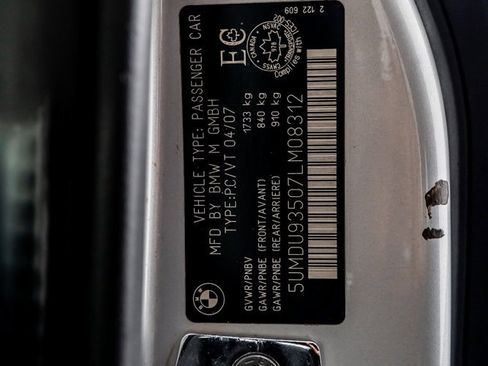 VEHICLE TYPE: PASSENGER CAR
MFD BY BMW M GMBH
TYPE:PC/VT 04/07
EC
2 122 609
GVWR/PNBV 1733 kg
GAWR/PNBE (FRONT/AVANT) 840 kg
GAWR/PNBE (REAR/ARRIERE) 910 kg
5UMDU93507LM08312